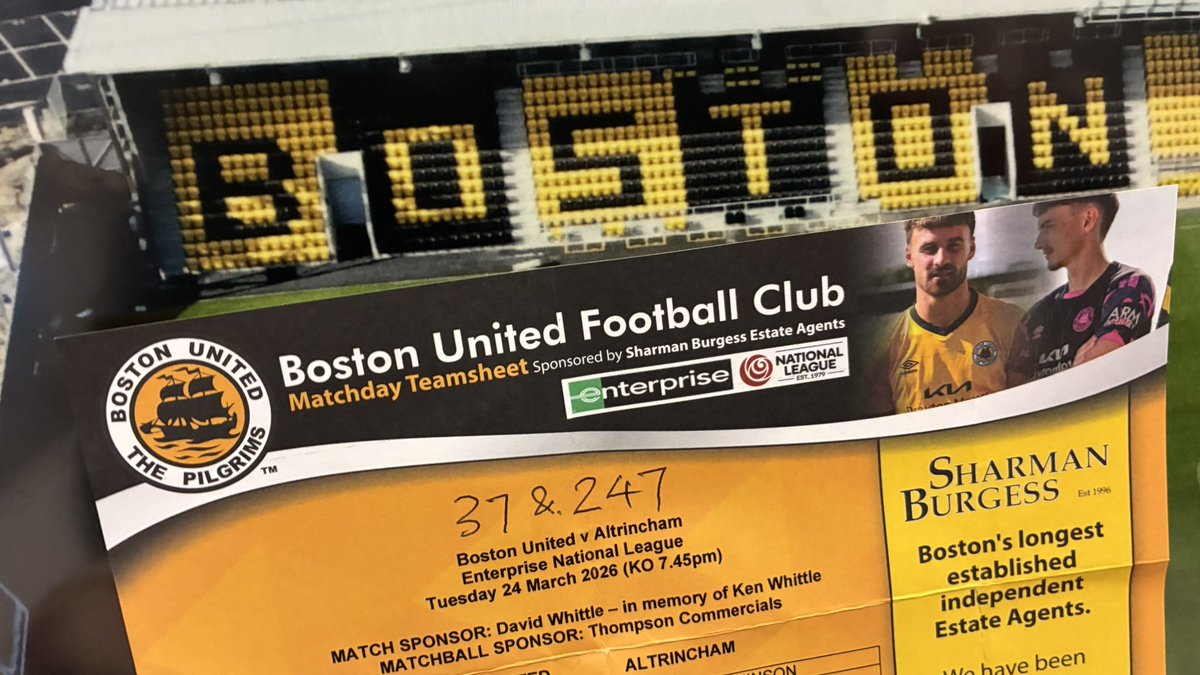 BOSTON
BOSTON UNITED
THE PILGRIMS
TM
Boston United Football Club
Matchday Teamsheet Sponsored by Sharman Burgess Estate Agents
enterprise
NATIONAL
LEAGUE
EST. 1979
37 & 247
Boston United v Altrincham
Enterprise National League
Tuesday 24 March 2026 (KO 7.45pm)
MATCH SPONSOR: David Whittle – in memory of Ken Whittle
MATCHBALL SPONSOR: Thompson Commercials
ALTRINCHAM
SHARMAN
BURGESS
Est 1996
Boston's longest
established
independent
Estate Agents.
We have been